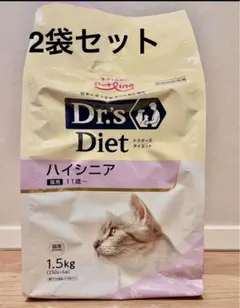 2袋セット
Petline
Dr.'s
Diet
ドクターズ
ダイエット
ハイシニア
猫用 11歳～
国産
1.5kg